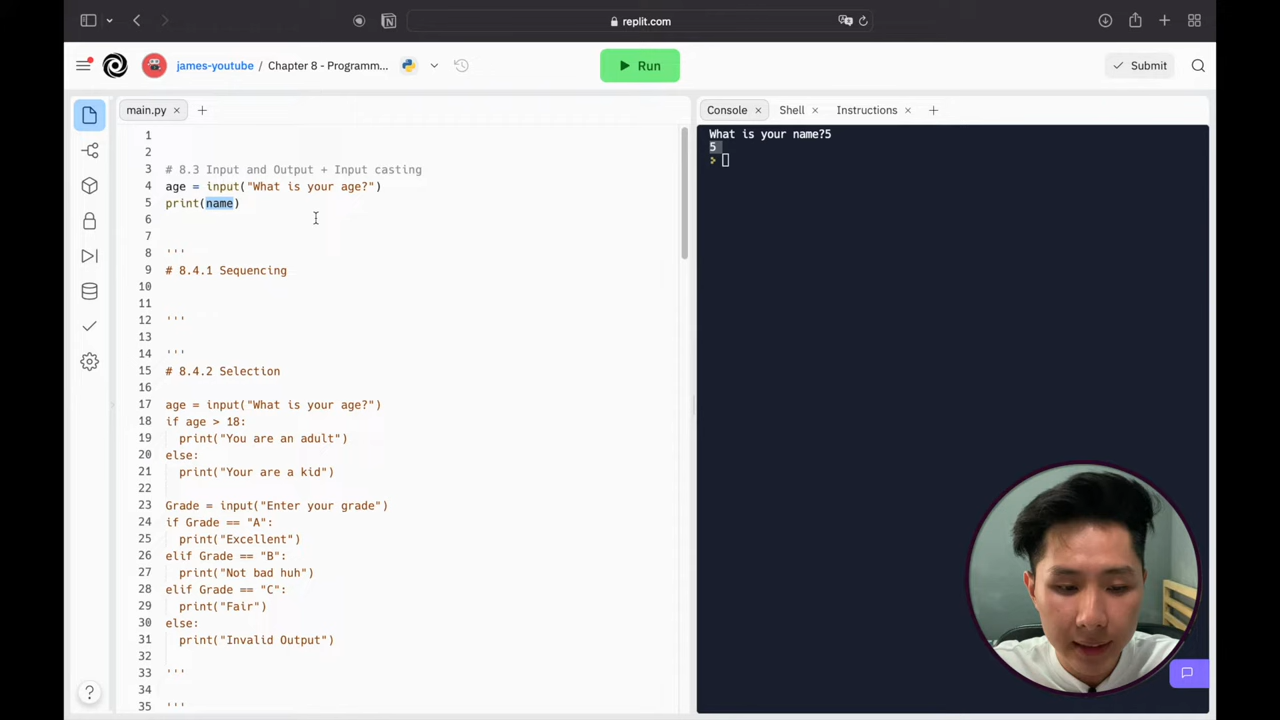 replit.com
james-youtube / Chapter 8 - Programm...
Run
Submit
main.py
Console
Shell
Instructions
1
2
3 # 8.3 Input and Output + Input casting
4 age = input("What is your age?")
5 print(name)
6
7
8 '''
9 # 8.4.1 Sequencing
10
11
12 '''
13
14 '''
15 # 8.4.2 Selection
16
17 age = input("What is your age?")
18 if age > 18:
19 print("You are an adult")
20 else:
21 print("Your are a kid")
22
23 Grade = input("Enter your grade")
24 if Grade == "A":
25 print("Excellent")
26 elif Grade == "B":
27 print("Not bad huh")
28 elif Grade == "C":
29 print("Fair")
30 else:
31 print("Invalid Output")
32
33 '''
34
35 '''
What is your name?5
5
>
?